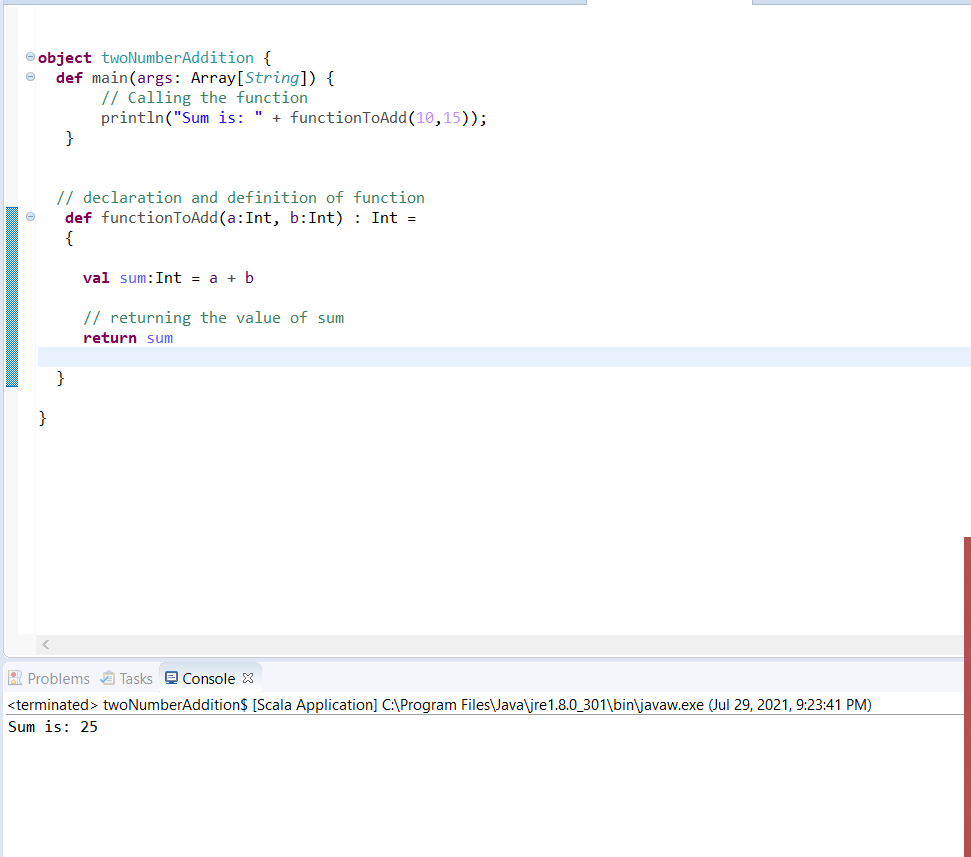 object twoNumberAddition {
def main(args: Array[String]) {
// Calling the function
println("Sum is: " + functionToAdd(10,15));
}
// declaration and definition of function
def functionToAdd(a:Int, b:Int) : Int =
{
val sum:Int = a + b
// returning the value of sum
return sum
}
}
Problems Tasks Console
<terminated> twoNumberAddition$ [Scala Application] C:\Program Files\Java\jre1.8.0_301\bin\javaw.exe (Jul 29, 2021, 9:23:41 PM)
Sum is: 25